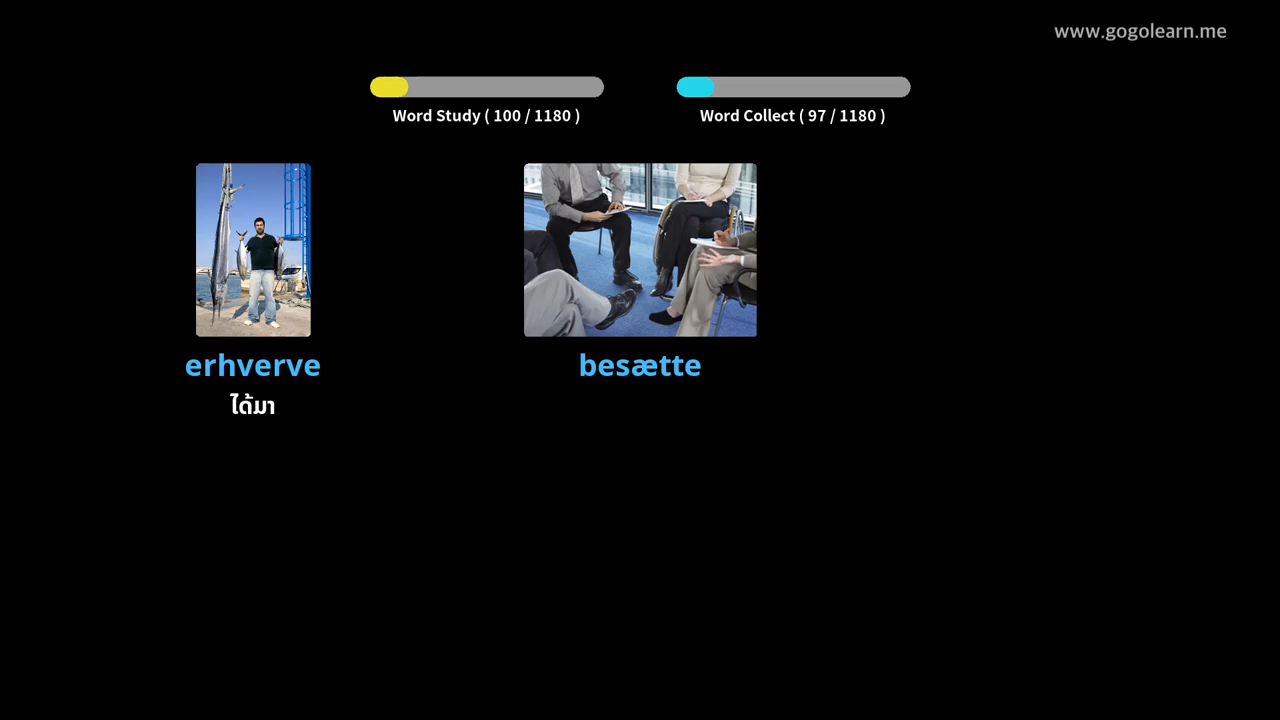 www.gogolearn.me
Word Study ( 100 / 1180 )
Word Collect ( 97 / 1180 )
erhverve
besætte
ได้มา